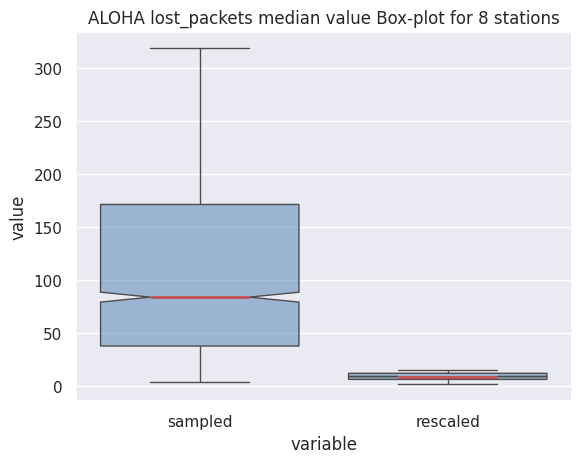 ALOHA lost_packets median value Box-plot for 8 stations
300
250
200
150
100
50
0
value
sampled
rescaled
variable